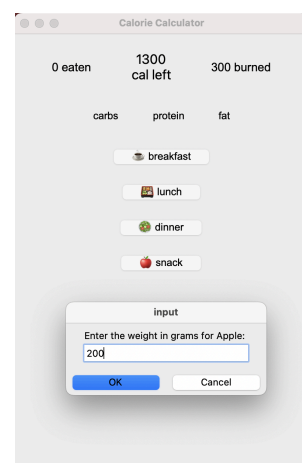 Calorie Calculator
0 eaten
1300
cal left
300 burned
carbs protein fat
breakfast
lunch
dinner
snack
input
Enter the weight in grams for Apple:
200
OK Cancel